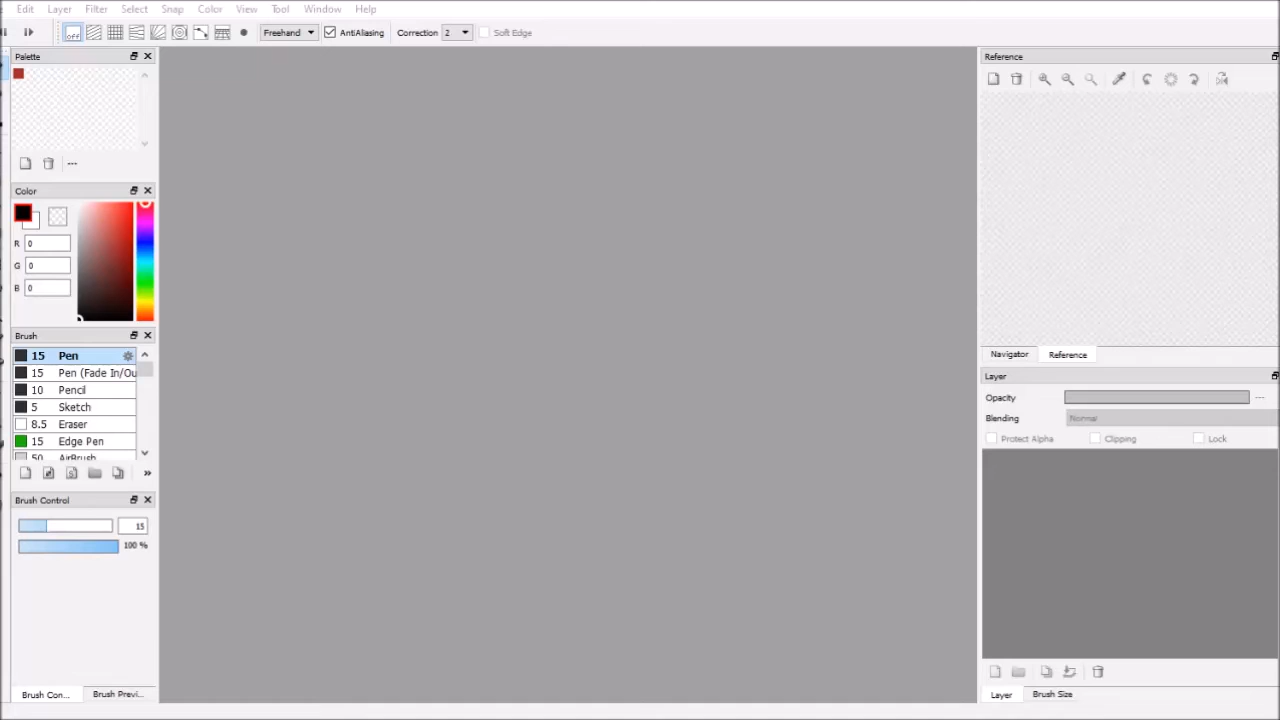 Edit Layer Filter Select Snap Color View Tool Window Help
off Freehand AntiAliasing Correction 2 Soft Edge
Palette
Color
R 0
G 0
B 0
Brush
15 Pen
15 Pen (Fade In/Ou
10 Pencil
5 Sketch
8.5 Eraser
15 Edge Pen
50 AirBrush
Brush Control
15
100 %
Brush Con... Brush Previ...
Reference
Navigator Reference
Layer
Opacity
Blending Normal
Protect Alpha Clipping Lock
Layer Brush Size